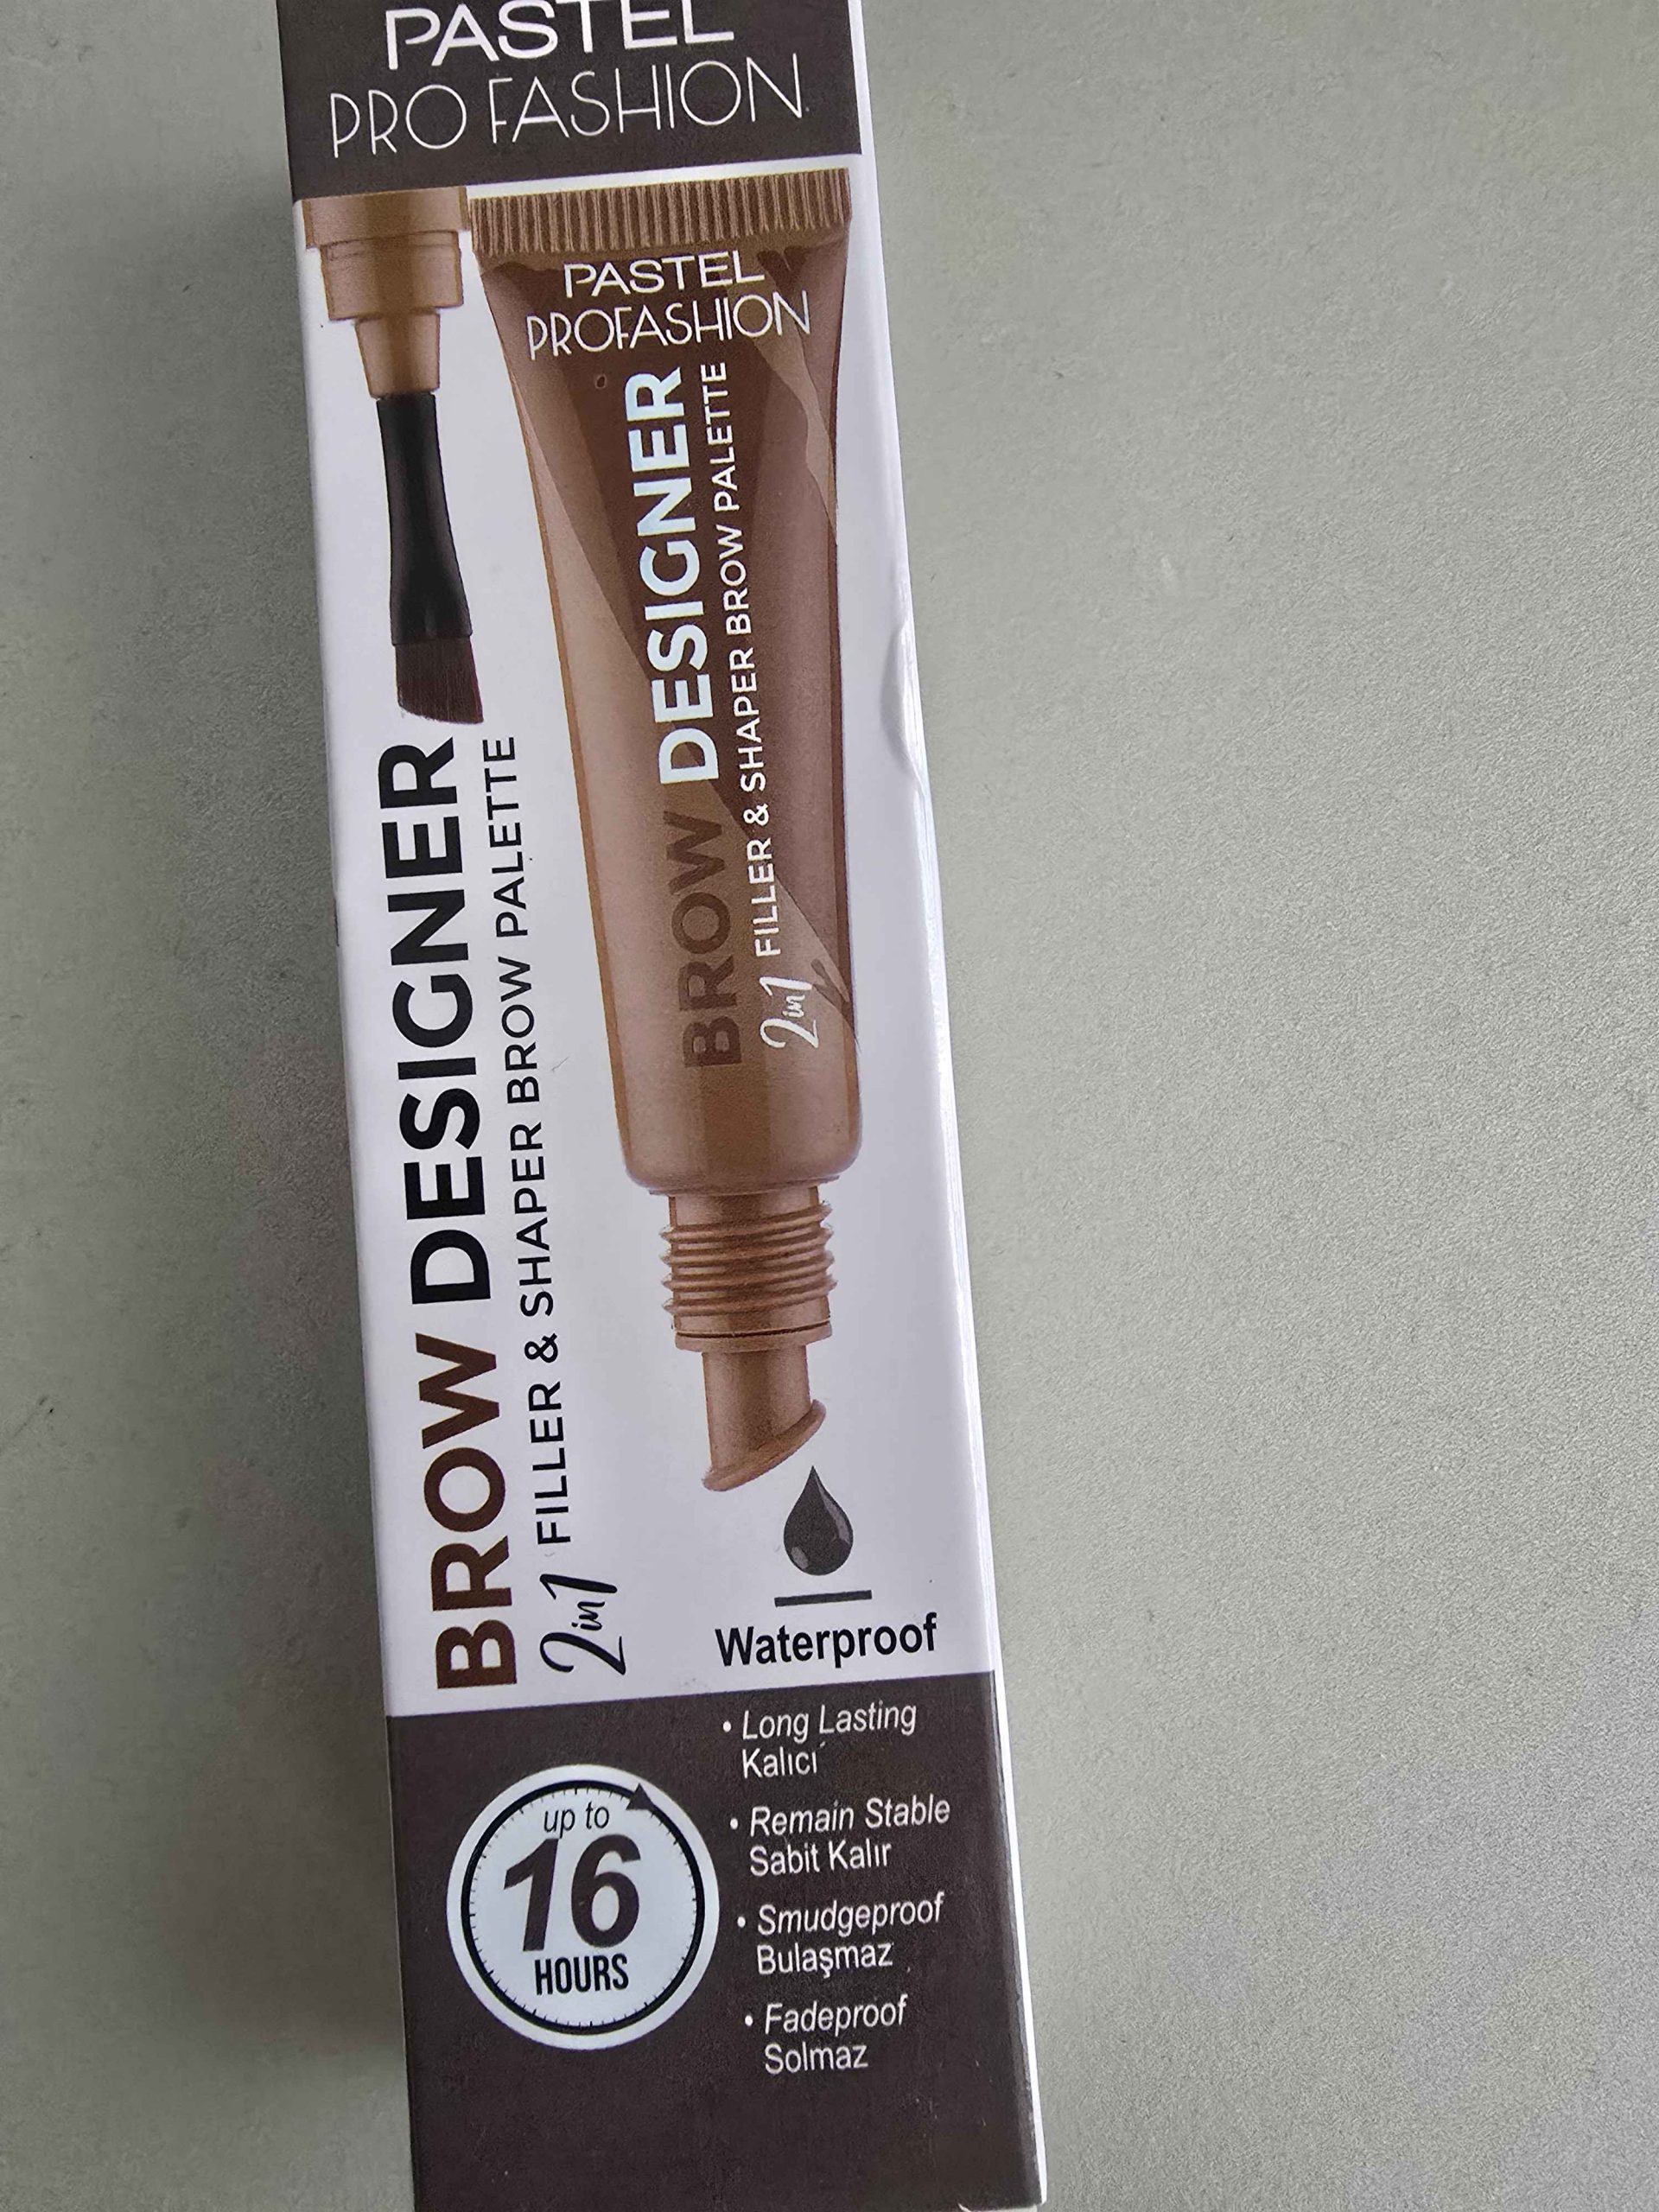 PASTEL
PRO FASHION
PASTEL
PROFASHION
BROW DESIGNER
2in1 FILLER & SHAPER BROW PALETTE
BROW DESIGNER
2in1 FILLER & SHAPER BROW PALETTE
Waterproof
up to
16
HOURS
• Long Lasting
Kalıcı
• Remain Stable
Sabit Kalır
• Smudgeproof
Bulaşmaz
• Fadeproof
Solmaz